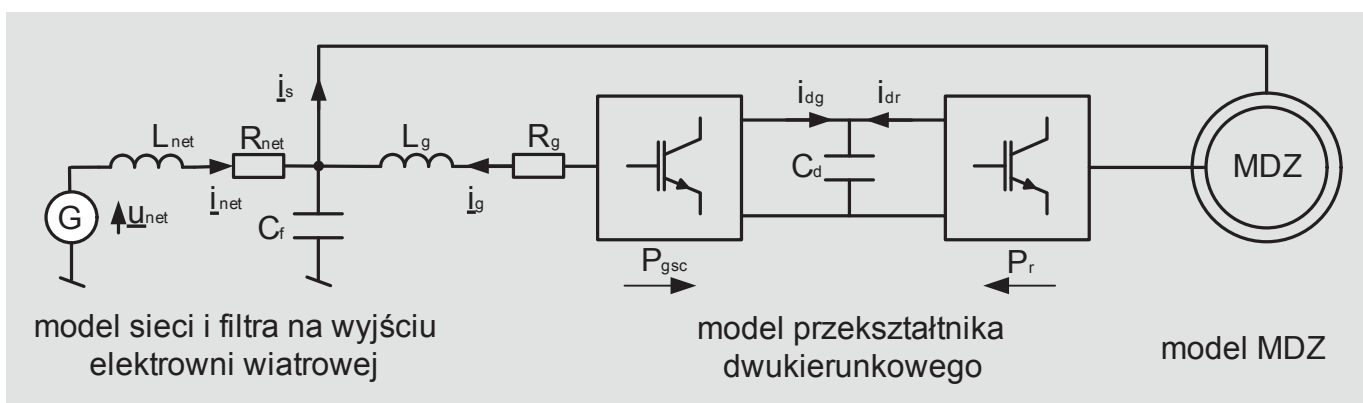 i_s
i_dg
i_dr
L_net
R_net
L_g
R_g
C_d
MDZ
G
u_net
i_net
C_f
i_g
P_gsc
P_r
model sieci i filtra na wyjściu
elektrowni wiatrowej
model przekształtnika
dwukierunkowego
model MDZ